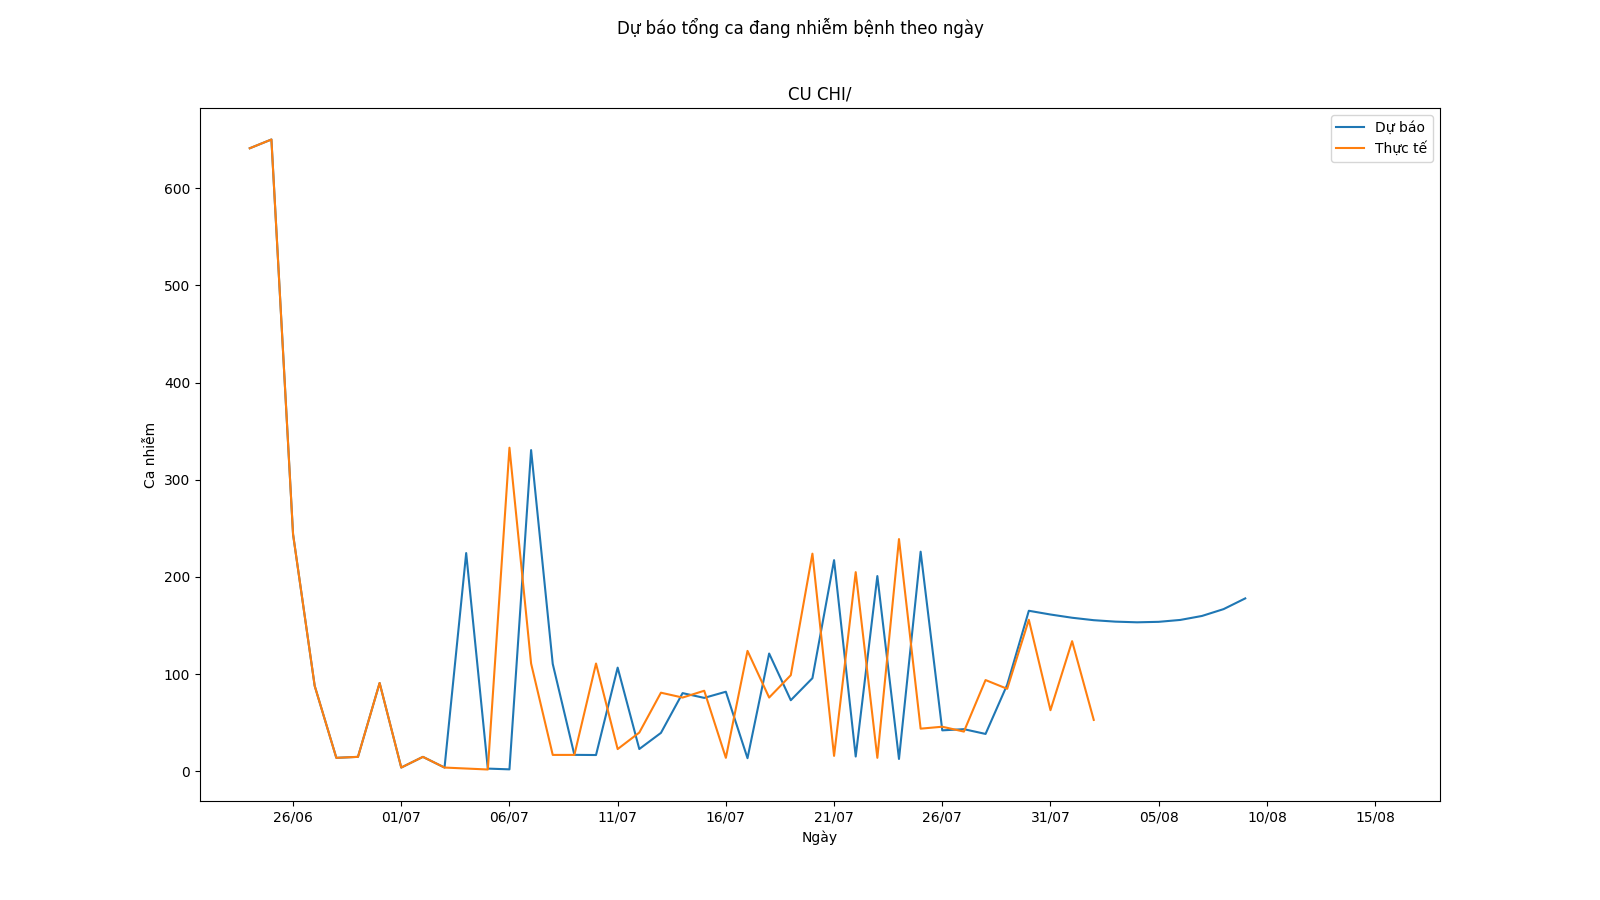 Dự báo tổng ca đang nhiễm bệnh theo ngày
CU CHI/
Dự báo
Thực tế
600
500
400
300
200
100
0
Ca nhiễm
26/06 01/07 06/07 11/07 16/07 21/07 26/07 31/07 05/08 10/08 15/08
Ngày